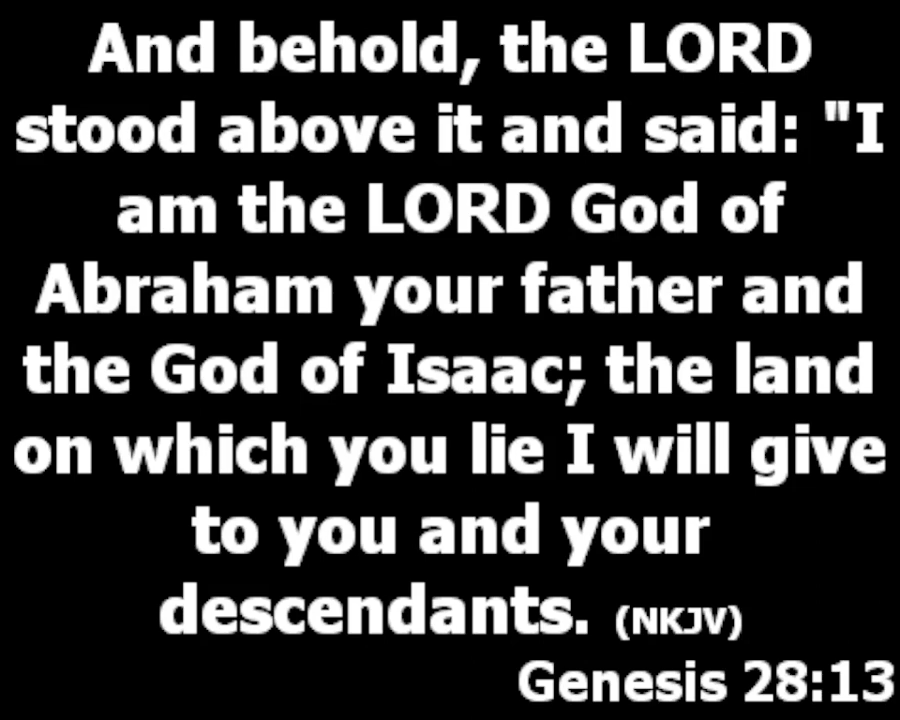 And behold, the LORD
stood above it and said: "I
am the LORD God of
Abraham your father and
the God of Isaac; the land
on which you lie I will give
to you and your
descendants. (NKJV)
Genesis 28:13